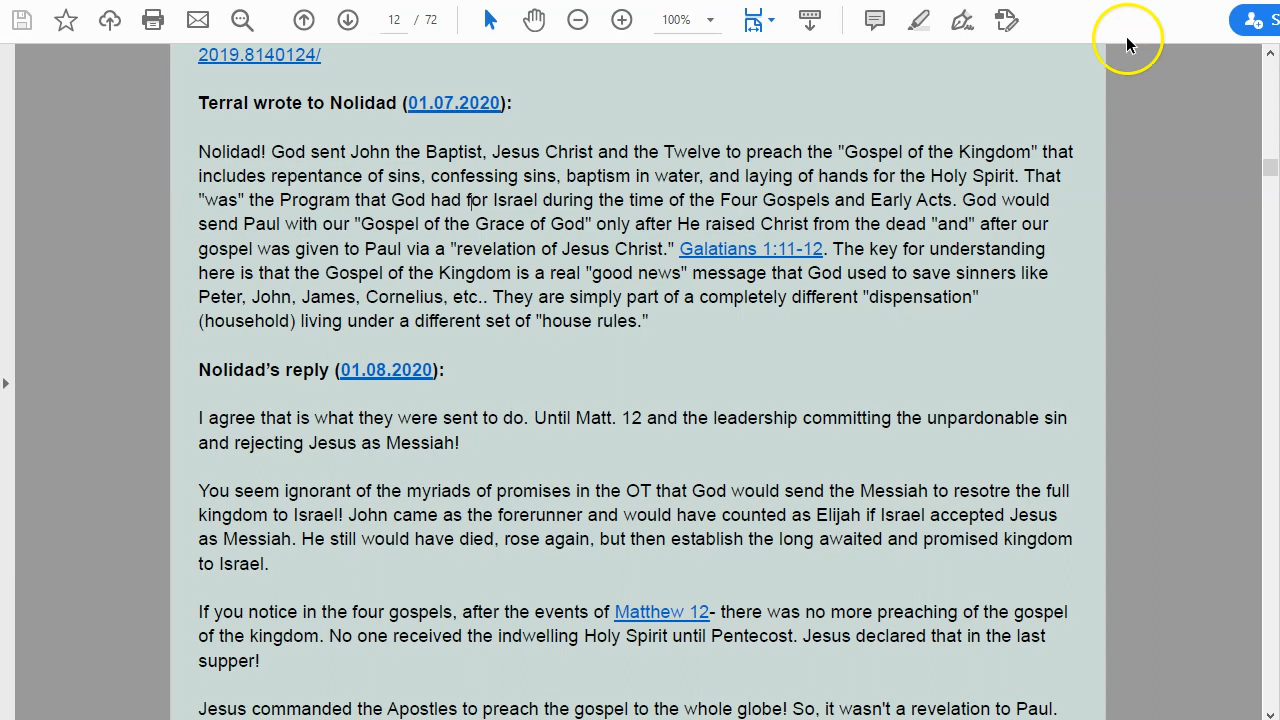 12 / 72
100%
S
2019.8140124/
Terral wrote to Nolidad (01.07.2020):
Nolidad! God sent John the Baptist, Jesus Christ and the Twelve to preach the "Gospel of the Kingdom" that
includes repentance of sins, confessing sins, baptism in water, and laying of hands for the Holy Spirit. That
"was" the Program that God had for Israel during the time of the Four Gospels and Early Acts. God would
send Paul with our "Gospel of the Grace of God" only after He raised Christ from the dead "and" after our
gospel was given to Paul via a "revelation of Jesus Christ." Galatians 1:11-12. The key for understanding
here is that the Gospel of the Kingdom is a real "good news" message that God used to save sinners like
Peter, John, James, Cornelius, etc.. They are simply part of a completely different "dispensation"
(household) living under a different set of "house rules."
Nolidad’s reply (01.08.2020):
I agree that is what they were sent to do. Until Matt. 12 and the leadership committing the unpardonable sin
and rejecting Jesus as Messiah!
You seem ignorant of the myriads of promises in the OT that God would send the Messiah to resotre the full
kingdom to Israel! John came as the forerunner and would have counted as Elijah if Israel accepted Jesus
as Messiah. He still would have died, rose again, but then establish the long awaited and promised kingdom
to Israel.
If you notice in the four gospels, after the events of Matthew 12- there was no more preaching of the gospel
of the kingdom. No one received the indwelling Holy Spirit until Pentecost. Jesus declared that in the last
supper!
Jesus commanded the Apostles to preach the gospel to the whole globe! So, it wasn't a revelation to Paul.